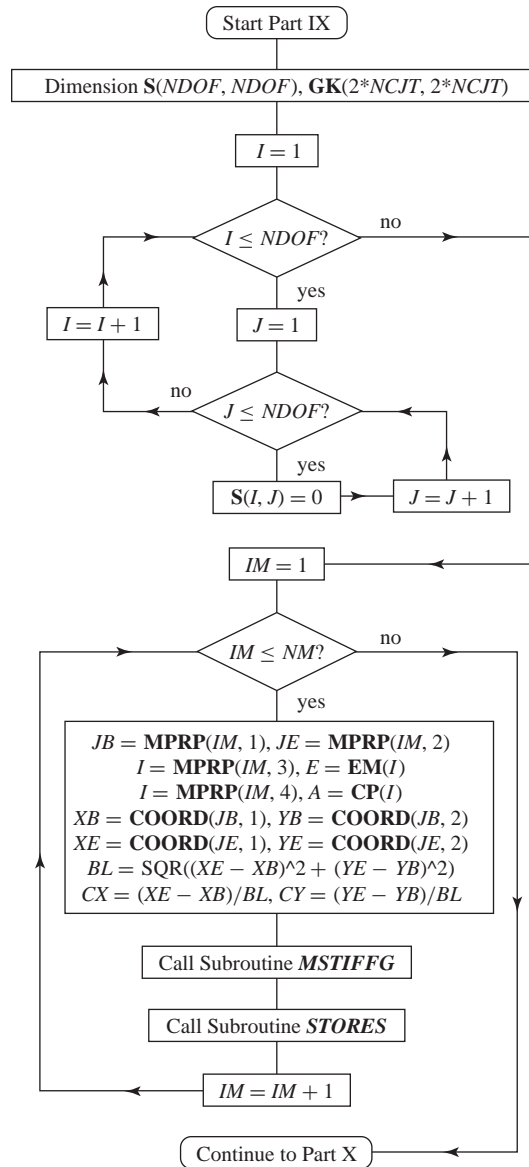 Start Part IX
Dimension S(NDOF, NDOF), GK(2*NCJT, 2*NCJT)
I = 1
I ≤ NDOF?
no
yes
I = I + 1
J = 1
no
J ≤ NDOF?
yes
S(I, J) = 0
J = J + 1
IM = 1
IM ≤ NM?
no
yes
JB = MPRP(IM, 1), JE = MPRP(IM, 2)
I = MPRP(IM, 3), E = EM(I)
I = MPRP(IM, 4), A = CP(I)
XB = COORD(JB, 1), YB = COORD(JB, 2)
XE = COORD(JE, 1), YE = COORD(JE, 2)
BL = SQR((XE − XB)^2 + (YE − YB)^2)
CX = (XE − XB)/BL, CY = (YE − YB)/BL
Call Subroutine MSTIFFG
Call Subroutine STORES
IM = IM + 1
Continue to Part X